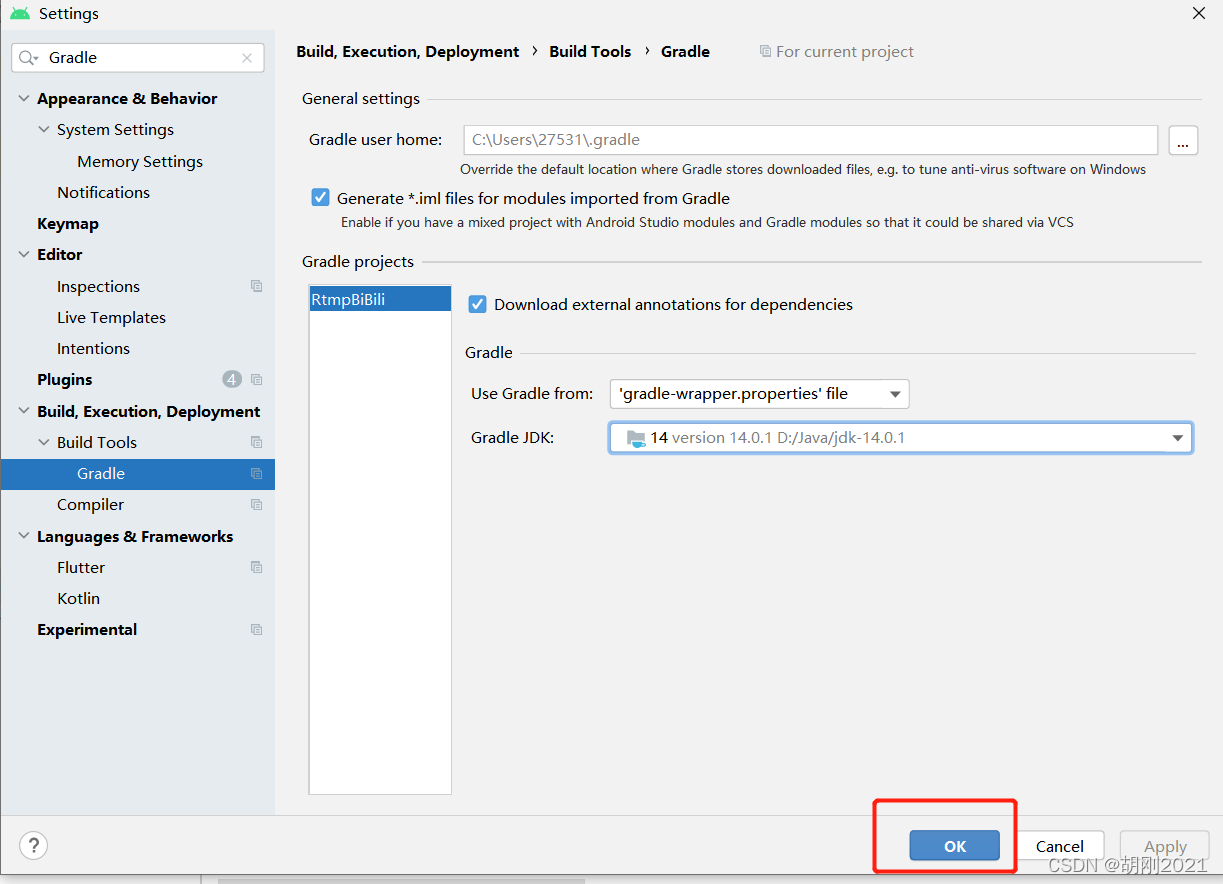 Settings
Gradle
Appearance & Behavior
System Settings
Memory Settings
Notifications
Keymap
Editor
Inspections
Live Templates
Intentions
Plugins 4
Build, Execution, Deployment
Build Tools
Gradle
Compiler
Languages & Frameworks
Flutter
Kotlin
Experimental
?
Build, Execution, Deployment › Build Tools › Gradle For current project
General settings
Gradle user home: C:\Users\27531\.gradle ...
Override the default location where Gradle stores downloaded files, e.g. to tune anti-virus software on Windows
Generate *.iml files for modules imported from Gradle
Enable if you have a mixed project with Android Studio modules and Gradle modules so that it could be shared via VCS
Gradle projects
RtmpBiBili
Download external annotations for dependencies
Gradle
Use Gradle from: 'gradle-wrapper.properties' file
Gradle JDK: 14 version 14.0.1 D:/Java/jdk-14.0.1
OK Cancel Apply
CSDN @胡刚2021